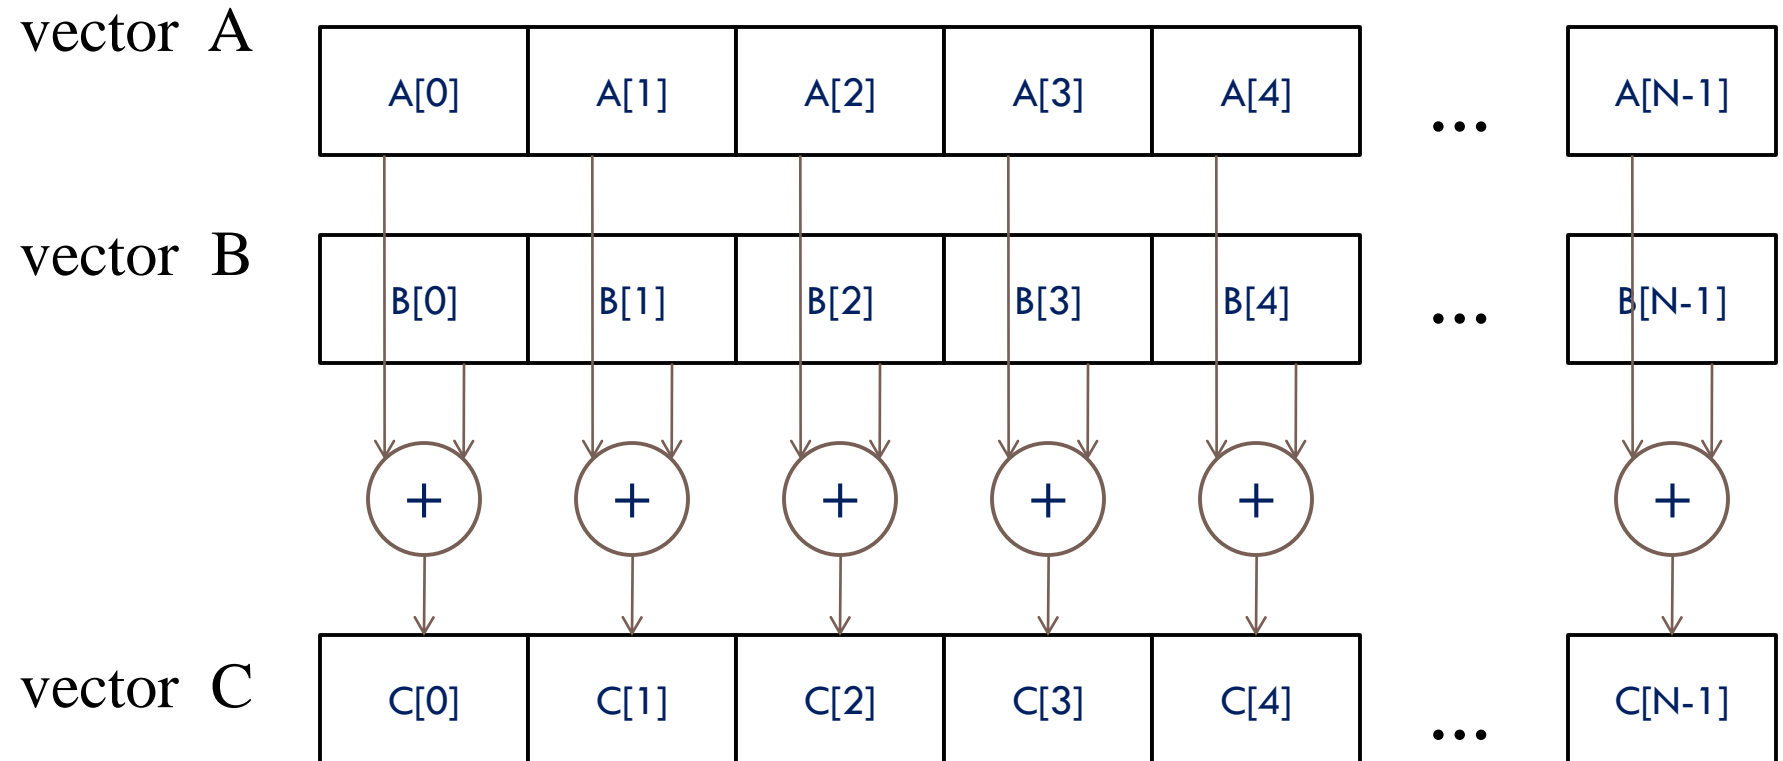 vector A
A[0] A[1] A[2] A[3] A[4] ... A[N-1]
vector B
B[0] B[1] B[2] B[3] B[4] ... B[N-1]
+ + + + + +
vector C
C[0] C[1] C[2] C[3] C[4] ... C[N-1]